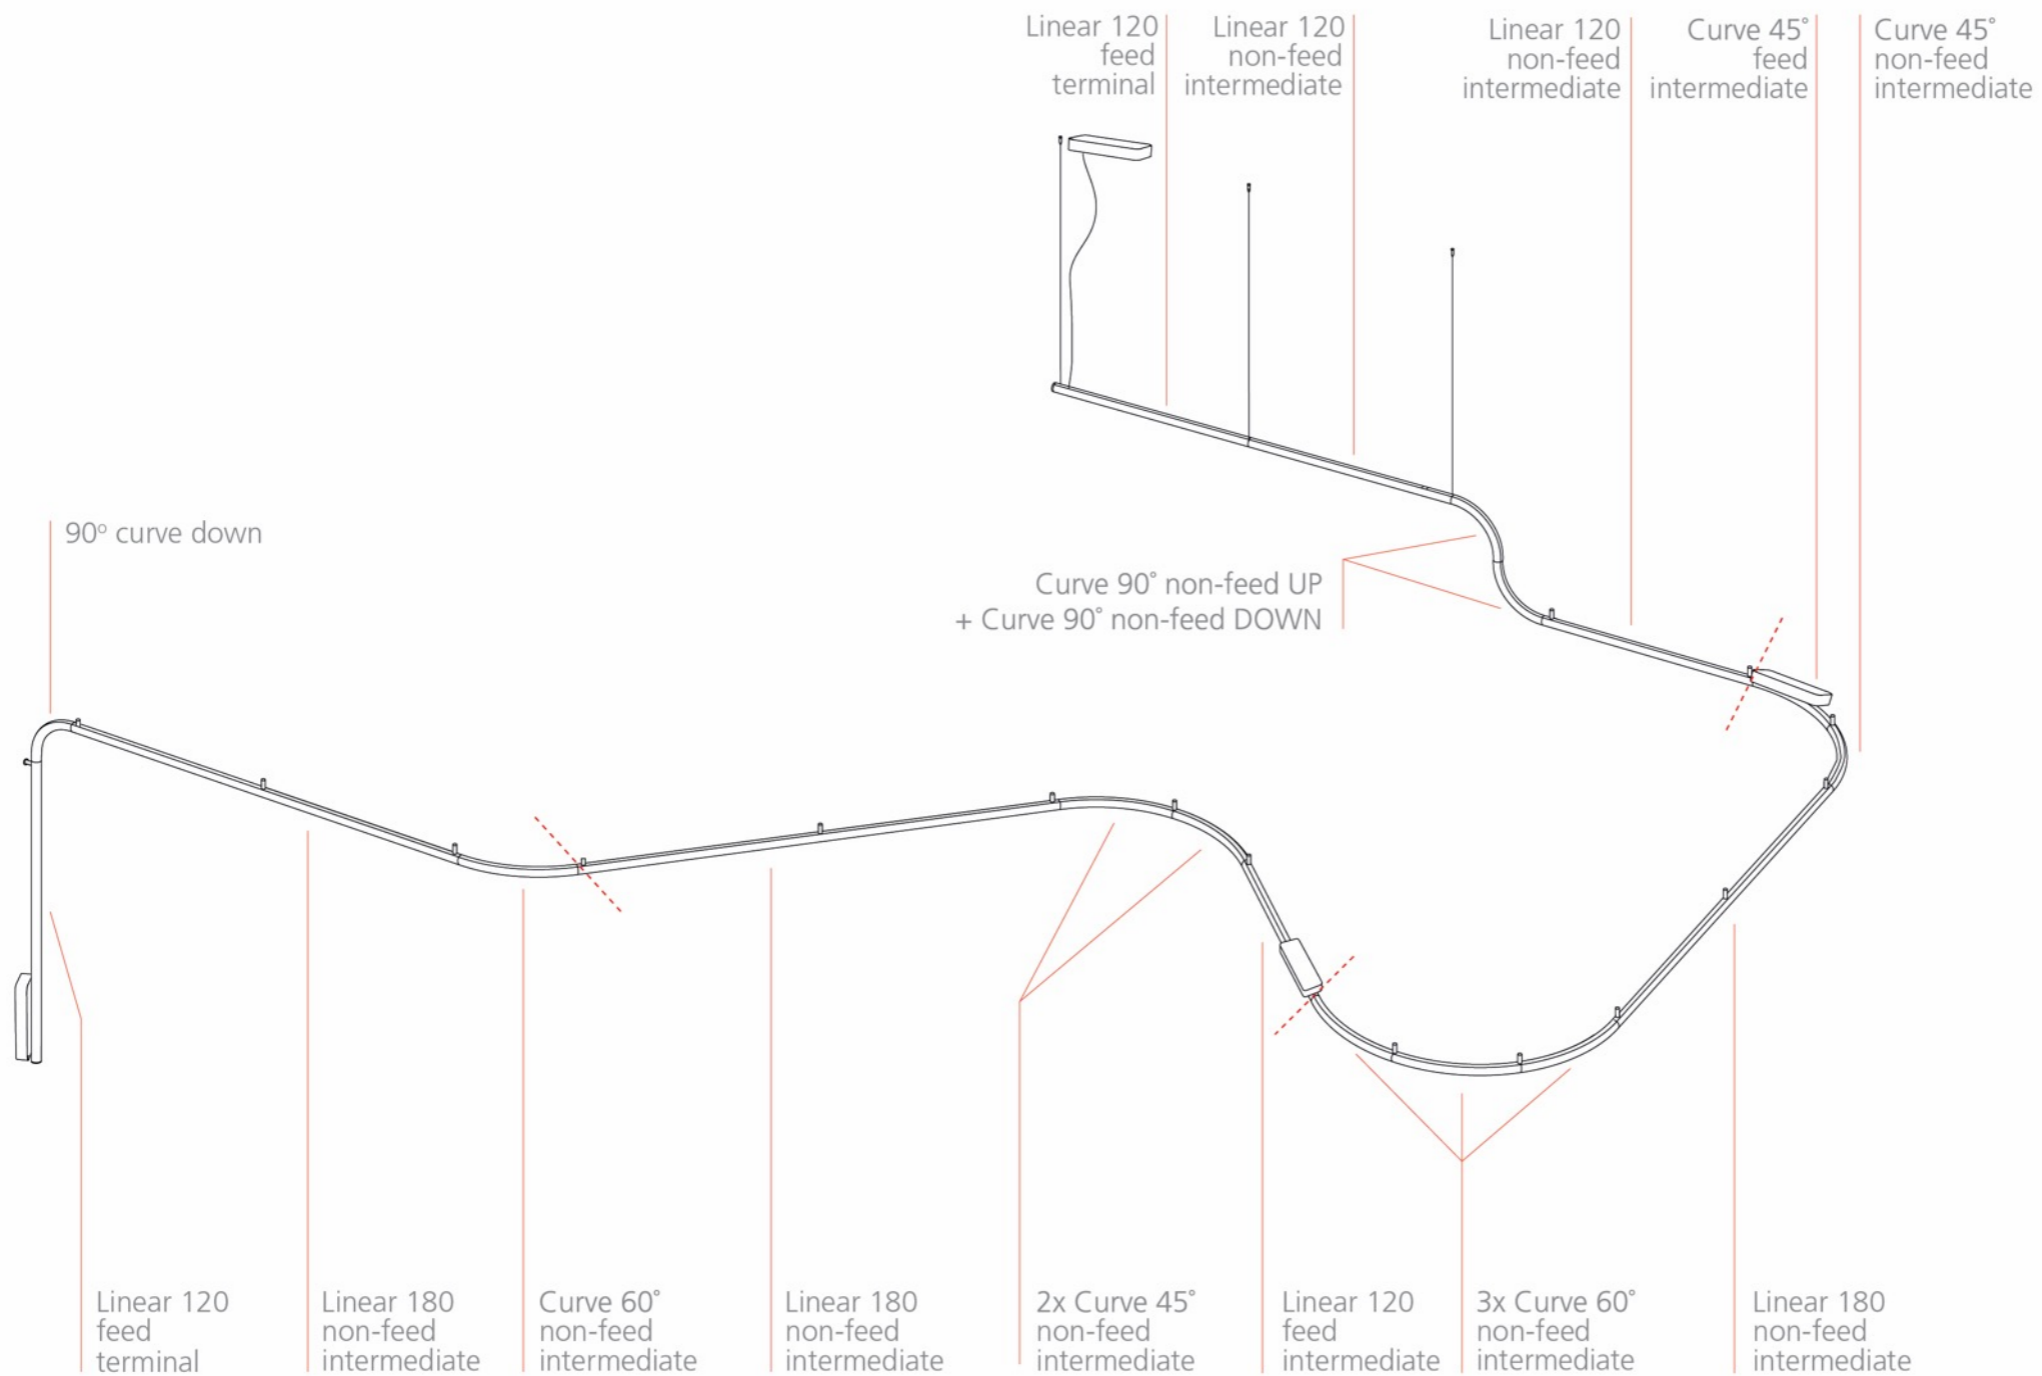 Linear 120
feed
terminal
Linear 120
non-feed
intermediate
Linear 120
non-feed
intermediate
Curve 45°
feed
intermediate
Curve 45°
non-feed
intermediate
90º curve down
Curve 90° non-feed UP
+ Curve 90° non-feed DOWN
Linear 120
feed
terminal
Linear 180
non-feed
intermediate
Curve 60°
non-feed
intermediate
Linear 180
non-feed
intermediate
2x Curve 45°
non-feed
intermediate
Linear 120
feed
intermediate
3x Curve 60°
non-feed
intermediate
Linear 180
non-feed
intermediate